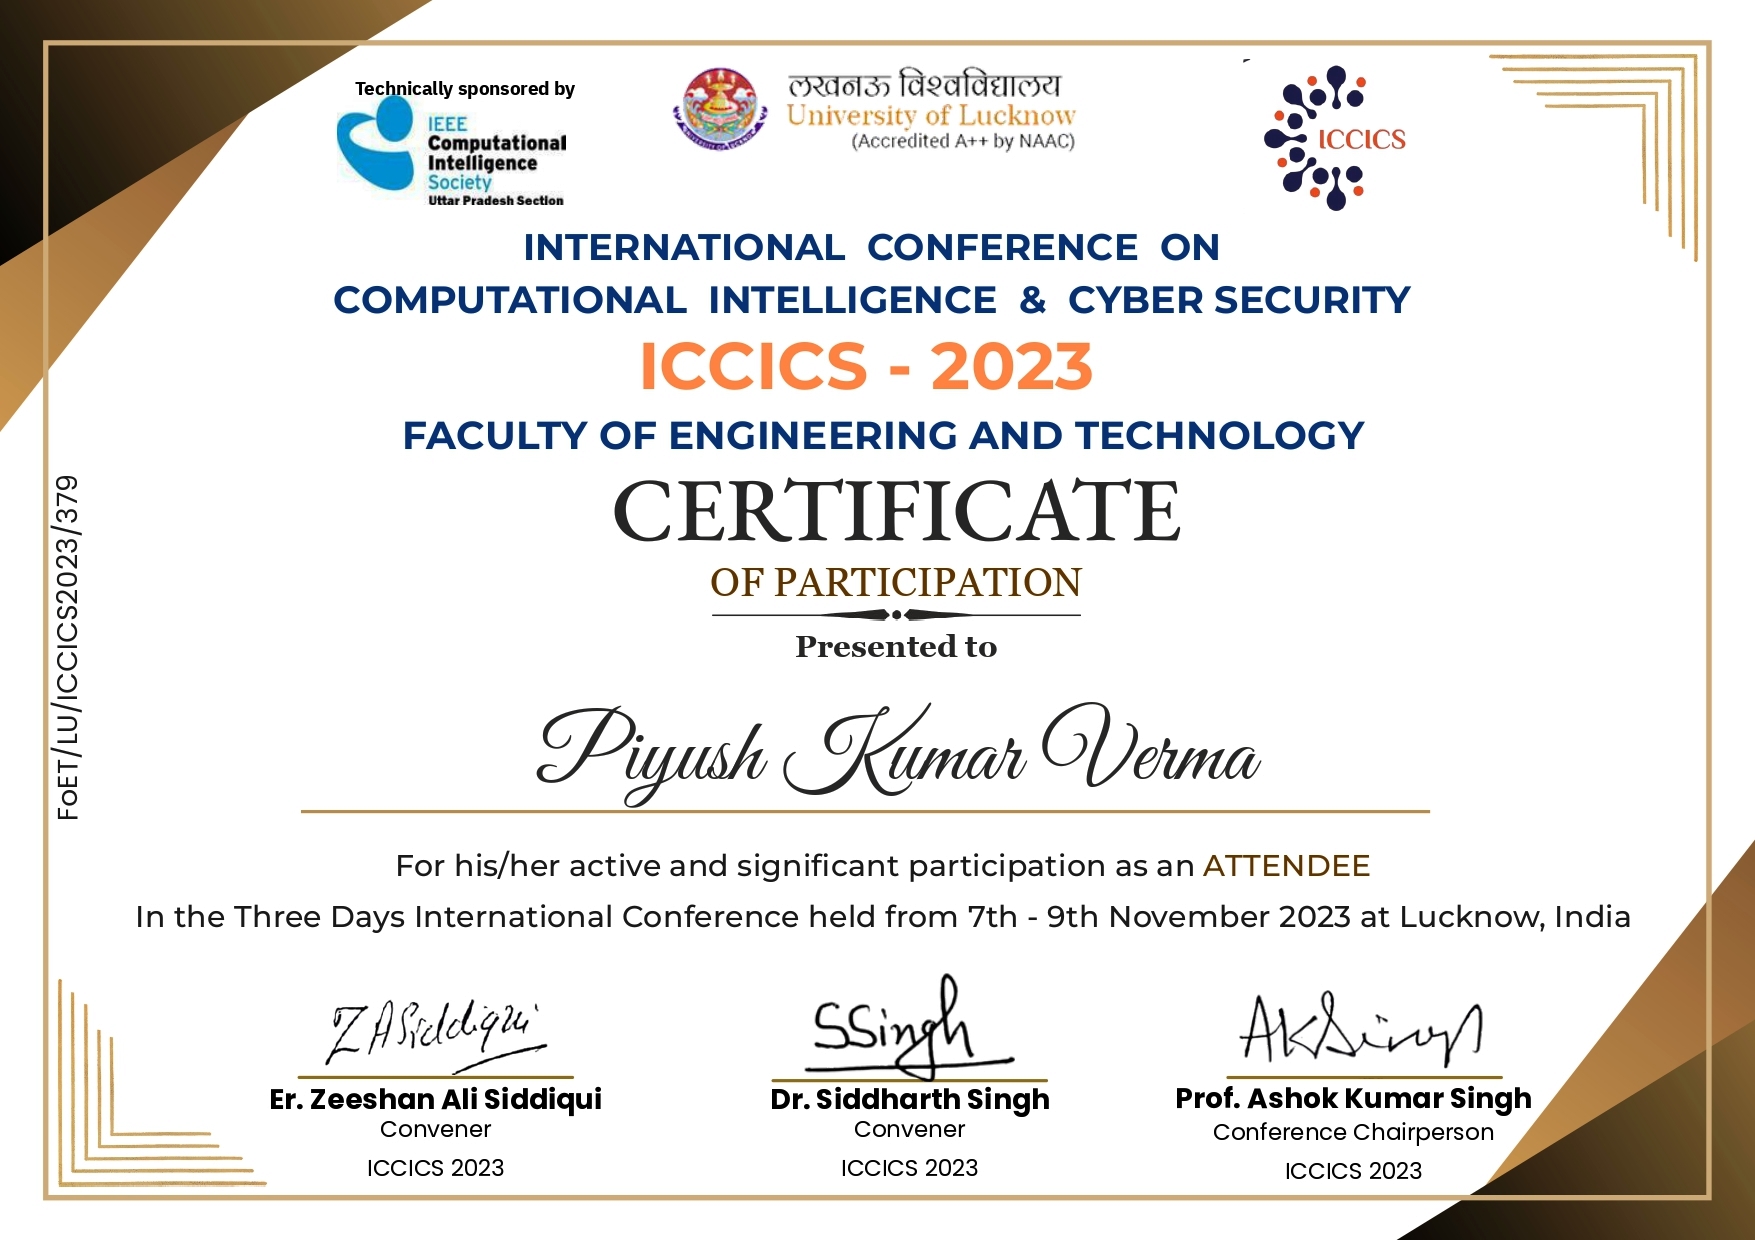 Technically sponsored by
IEEE
Computational
Intelligence
Society
Uttar Pradesh Section
लखनऊ विश्वविद्यालय
University of Lucknow
(Accredited A++ by NAAC)
ICCICS
INTERNATIONAL CONFERENCE ON
COMPUTATIONAL INTELLIGENCE & CYBER SECURITY
ICCICS - 2023
FACULTY OF ENGINEERING AND TECHNOLOGY
CERTIFICATE
OF PARTICIPATION
Presented to
Piyush Kumar Verma
For his/her active and significant participation as an ATTENDEE
In the Three Days International Conference held from 7th - 9th November 2023 at Lucknow, India
FoET/LU/ICCICS2023/379
ZASiddiqui
SSingh
AKSingh
Er. Zeeshan Ali Siddiqui
Convener
ICCICS 2023
Dr. Siddharth Singh
Convener
ICCICS 2023
Prof. Ashok Kumar Singh
Conference Chairperson
ICCICS 2023